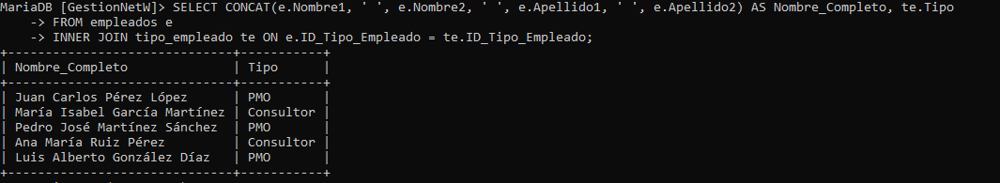 MariaDB [GestionNetW]> SELECT CONCAT(e.Nombre1, ' ', e.Nombre2, ' ', e.Apellido1, ' ', e.Apellido2) AS Nombre_Completo, te.Tipo
    -> FROM empleados e
    -> INNER JOIN tipo_empleado te ON e.ID_Tipo_Empleado = te.ID_Tipo_Empleado;
+------------------------------+-----------+
| Nombre_Completo              | Tipo      |
+------------------------------+-----------+
| Juan Carlos Pérez López      | PMO       |
| María Isabel García Martínez | Consultor |
| Pedro José Martínez Sánchez  | PMO       |
| Ana María Ruiz Pérez         | Consultor |
| Luis Alberto González Díaz   | PMO       |
+------------------------------+-----------+